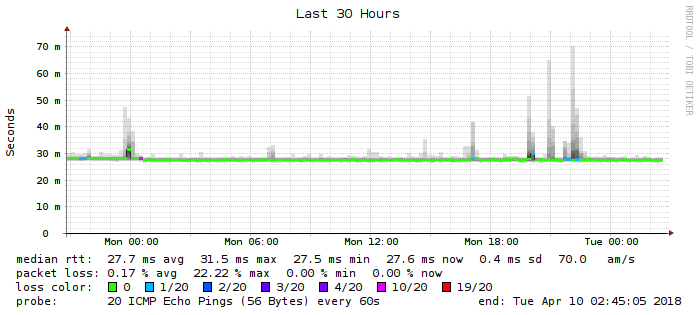 Last 30 Hours
RRDTOOL / TOBI OETIKER
Seconds
70 m
60 m
50 m
40 m
30 m
20 m
10 m
0
Mon 00:00 Mon 06:00 Mon 12:00 Mon 18:00 Tue 00:00
median rtt: 27.7 ms avg 31.5 ms max 27.5 ms min 27.6 ms now 0.4 ms sd 70.0 am/s
packet loss: 0.17 % avg 22.22 % max 0.00 % min 0.00 % now
loss color: 0 1/20 2/20 3/20 4/20 10/20 19/20
probe: 20 ICMP Echo Pings (56 Bytes) every 60s end: Tue Apr 10 02:45:05 2018